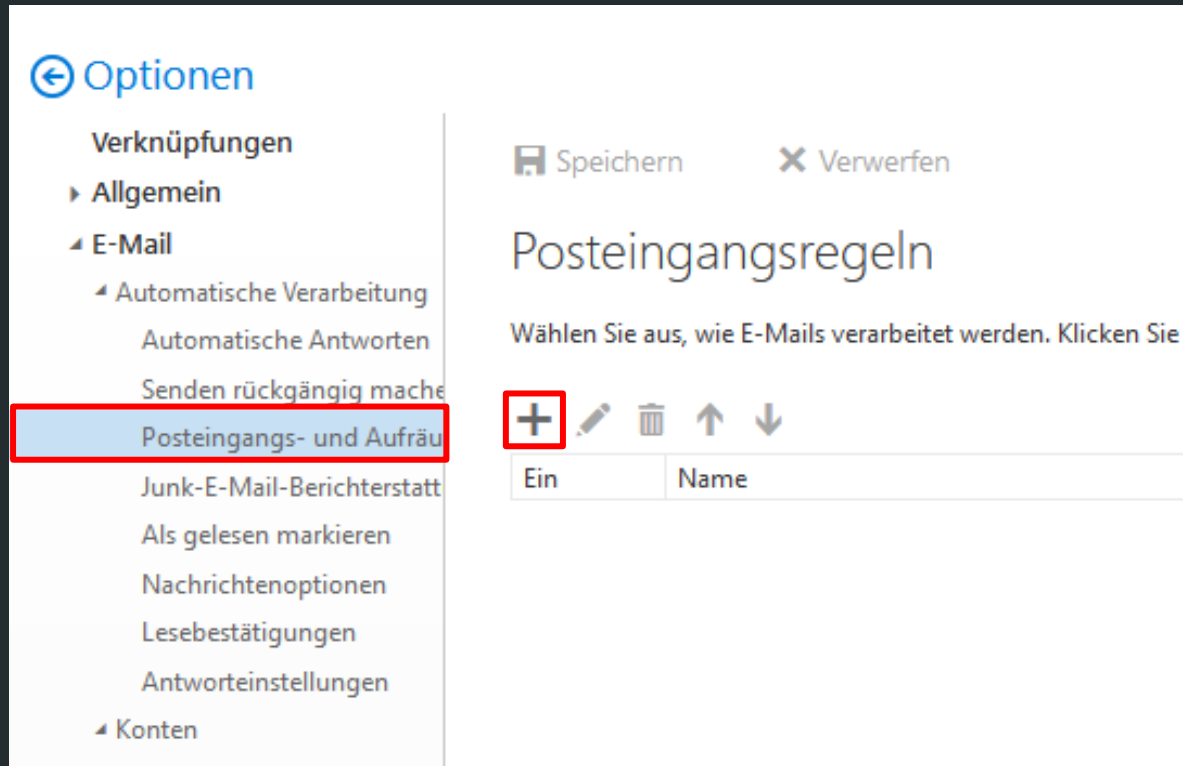 Optionen
Verknüpfungen
Allgemein
E-Mail
Automatische Verarbeitung
Automatische Antworten
Senden rückgängig mache
Posteingangs- und Aufräu
Junk-E-Mail-Berichterstatt
Als gelesen markieren
Nachrichtenoptionen
Lesebestätigungen
Antworteinstellungen
Konten
Speichern Verwerfen
Posteingangsregeln
Wählen Sie aus, wie E-Mails verarbeitet werden. Klicken Sie
Ein Name